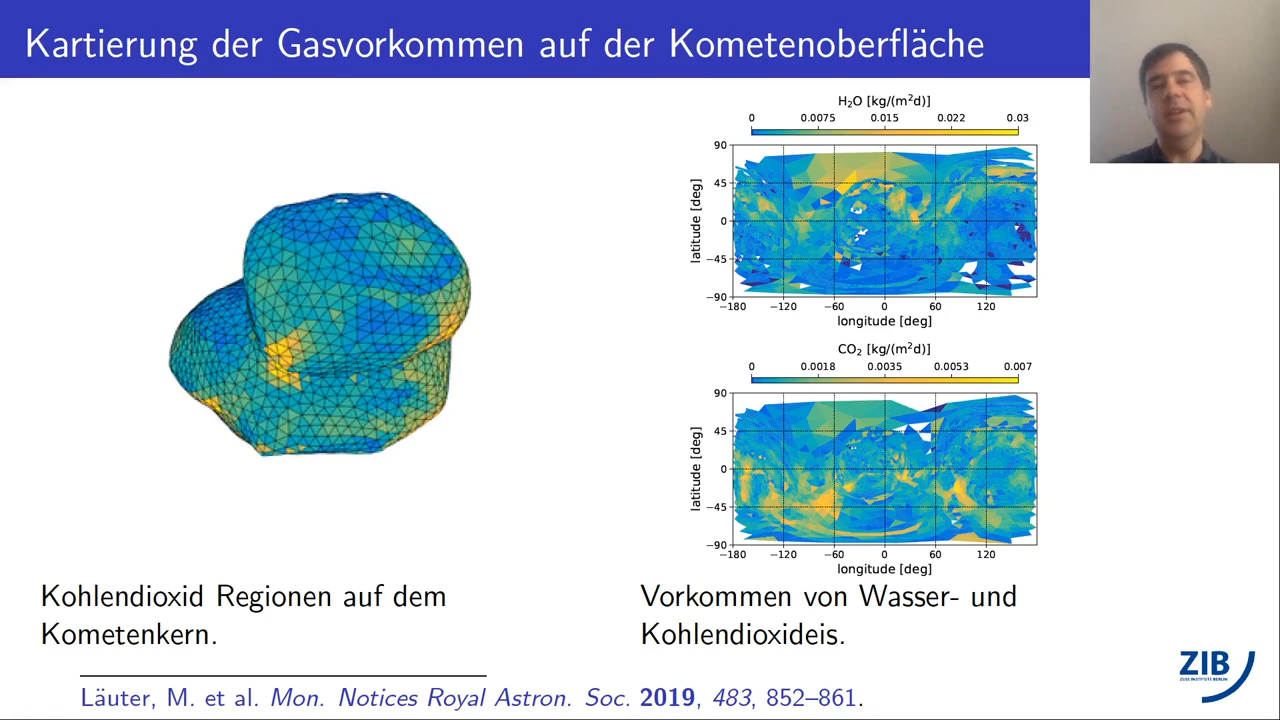 Kartierung der Gasvorkommen auf der Kometenoberfläche
H₂O [kg/(m²d)]
0 0.0075 0.015 0.022 0.03
90
45
0
−45
−90
latitude [deg]
−180 −120 −60 0 60 120
longitude [deg]
CO₂ [kg/(m²d)]
0 0.0018 0.0035 0.0053 0.007
90
45
0
−45
−90
latitude [deg]
−180 −120 −60 0 60 120
longitude [deg]
Kohlendioxid Regionen auf dem
Kometenkern.
Vorkommen von Wasser- und
Kohlendioxideis.
ZIB
ZUSE INSTITUTE BERLIN
Läuter, M. et al. Mon. Notices Royal Astron. Soc. 2019, 483, 852–861.